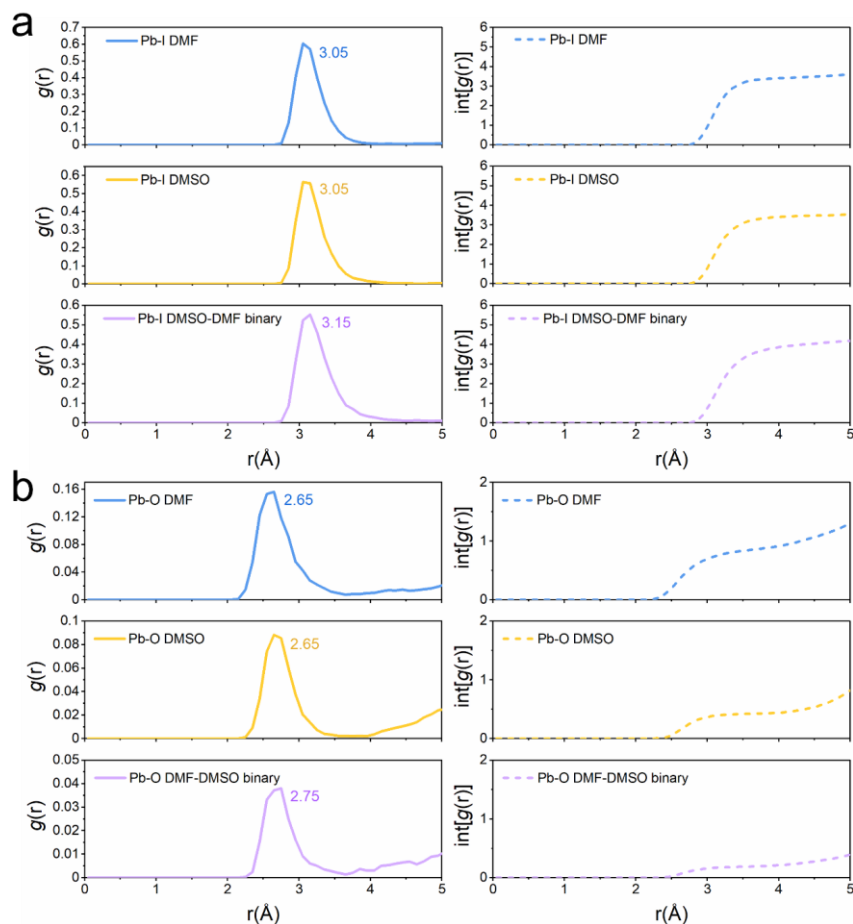 a
Pb-I DMF
3.05
g(r)
0.6
0.5
0.4
0.3
0.2
0.1
0
Pb-I DMF
int[g(r)]
6
5
4
3
2
1
0
Pb-I DMSO
3.05
g(r)
0.6
0.5
0.4
0.3
0.2
0.1
0
Pb-I DMSO
int[g(r)]
6
5
4
3
2
1
0
Pb-I DMSO-DMF binary
3.15
g(r)
0.6
0.5
0.4
0.3
0.2
0.1
0
0 1 2 3 4 5
r(Å)
Pb-I DMSO-DMF binary
int[g(r)]
6
5
4
3
2
1
0
0 1 2 3 4 5
r(Å)
b
Pb-O DMF
2.65
g(r)
0.16
0.12
0.08
0.04
0
Pb-O DMF
int[g(r)]
2
1
0
Pb-O DMSO
2.65
g(r)
0.1
0.08
0.06
0.04
0.02
0
Pb-O DMSO
int[g(r)]
2
1
0
Pb-O DMF-DMSO binary
2.75
g(r)
0.05
0.04
0.03
0.02
0.01
0
0 1 2 3 4 5
r(Å)
Pb-O DMF-DMSO binary
int[g(r)]
2
1
0
0 1 2 3 4 5
r(Å)